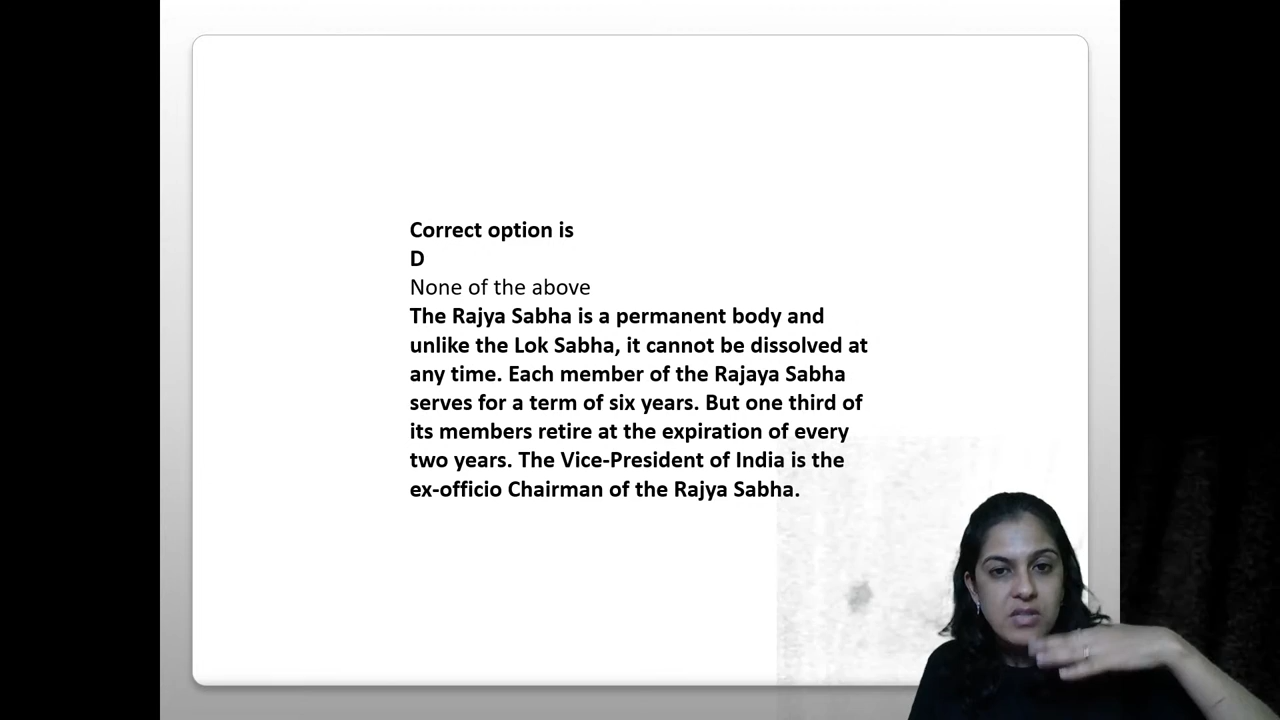 Correct option is
D
None of the above
The Rajya Sabha is a permanent body and
unlike the Lok Sabha, it cannot be dissolved at
any time. Each member of the Rajaya Sabha
serves for a term of six years. But one third of
its members retire at the expiration of every
two years. The Vice-President of India is the
ex-officio Chairman of the Rajya Sabha.